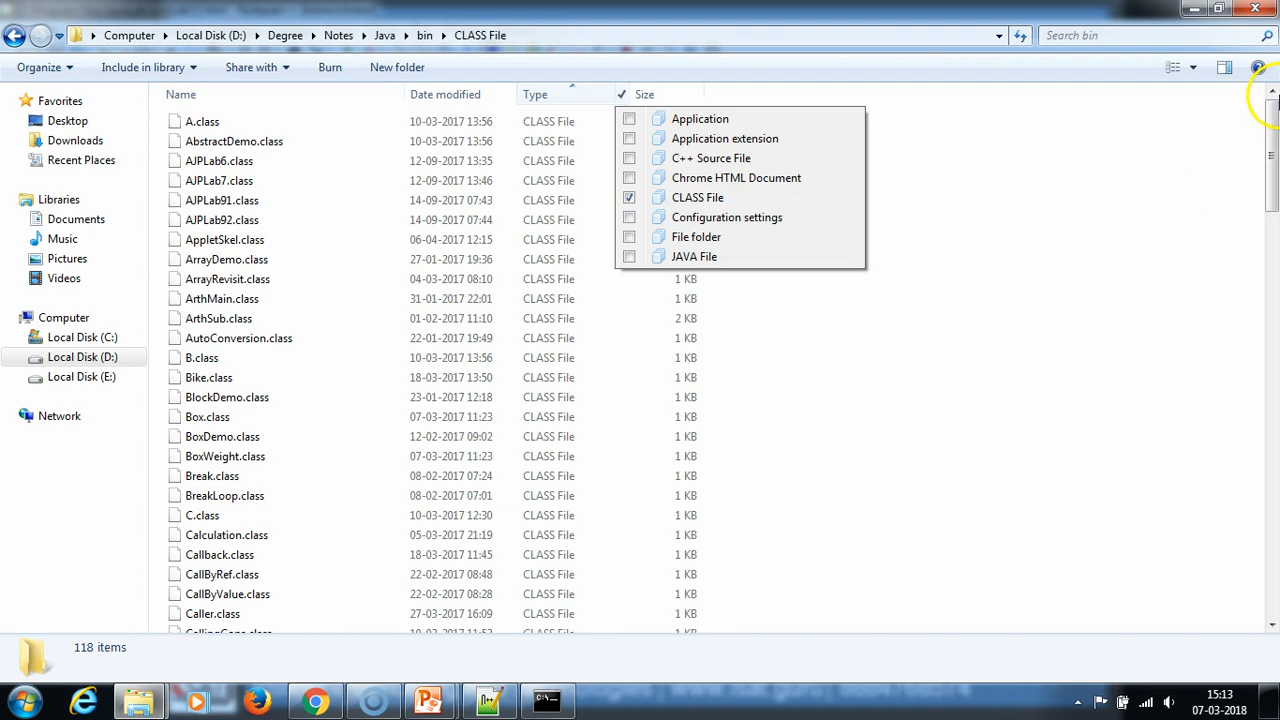 Computer Local Disk (D:) Degree Notes Java bin CLASS File Search bin
Organize Include in library Share with Burn New folder
Favorites
Desktop
Downloads
Recent Places
Libraries
Documents
Music
Pictures
Videos
Computer
Local Disk (C:)
Local Disk (D:)
Local Disk (E:)
Network
Name Date modified Type Size
A.class 10-03-2017 13:56 CLASS File
AbstractDemo.class 10-03-2017 13:56 CLASS File
AJPLab6.class 12-09-2017 13:35 CLASS File
AJPLab7.class 12-09-2017 13:46 CLASS File
AJPLab91.class 14-09-2017 07:43 CLASS File
AJPLab92.class 14-09-2017 07:44 CLASS File
AppletSkel.class 06-04-2017 12:15 CLASS File
ArrayDemo.class 27-01-2017 19:36 CLASS File
ArrayRevisit.class 04-03-2017 08:10 CLASS File 1 KB
ArthMain.class 31-01-2017 22:01 CLASS File 1 KB
ArthSub.class 01-02-2017 11:10 CLASS File 2 KB
AutoConversion.class 22-01-2017 19:49 CLASS File 1 KB
B.class 10-03-2017 13:56 CLASS File 1 KB
Bike.class 18-03-2017 13:50 CLASS File 1 KB
BlockDemo.class 23-01-2017 12:18 CLASS File 1 KB
Box.class 07-03-2017 11:23 CLASS File 1 KB
BoxDemo.class 12-02-2017 09:02 CLASS File 1 KB
BoxWeight.class 07-03-2017 11:23 CLASS File 1 KB
Break.class 08-02-2017 07:24 CLASS File 1 KB
BreakLoop.class 08-02-2017 07:01 CLASS File 1 KB
C.class 10-03-2017 12:30 CLASS File 1 KB
Calculation.class 05-03-2017 21:19 CLASS File 1 KB
Callback.class 18-03-2017 11:45 CLASS File 1 KB
CallByRef.class 22-02-2017 08:48 CLASS File 1 KB
CallByValue.class 22-02-2017 08:28 CLASS File 1 KB
Caller.class 27-03-2017 16:09 CLASS File 1 KB
Application
Application extension
C++ Source File
Chrome HTML Document
CLASS File
Configuration settings
File folder
JAVA File
118 items
15:13
07-03-2018